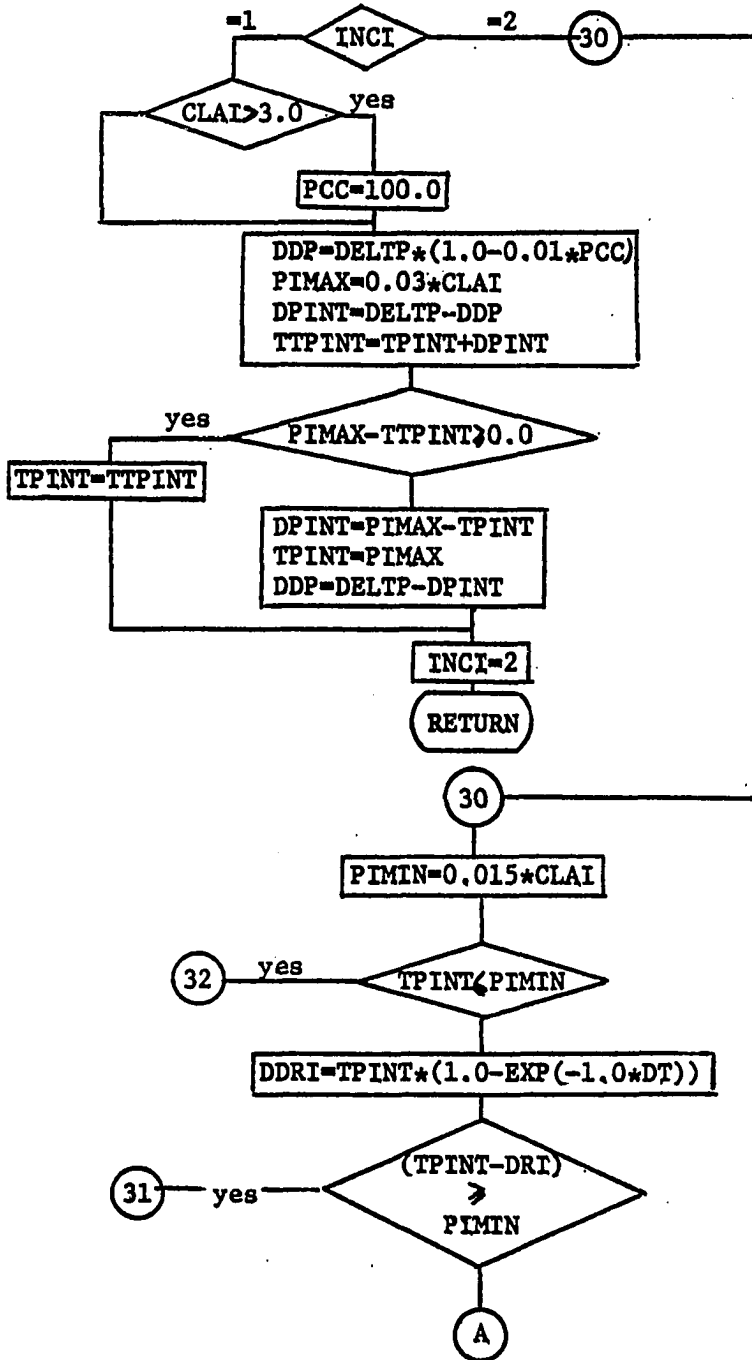 =1 INCI =2 30
CLAI⩾3.0 yes
PCC=100.0
DDP=DELTP*(1.0-0.01*PCC)
PIMAX=0.03*CLAI
DPINT=DELTP-DDP
TTPINT=TPINT+DPINT
yes PIMAX-TTPINT⩾0.0
TPINT=TTPINT
DPINT=PIMAX-TPINT
TPINT=PIMAX
DDP=DELTP-DPINT
INCI=2
RETURN
30
PIMIN=0.015*CLAI
32 yes TPINT⩽PIMIN
DDRI=TPINT*(1.0-EXP(-1.0*DT))
(TPINT-DRI)
31 yes ⩾
PIMIN
A